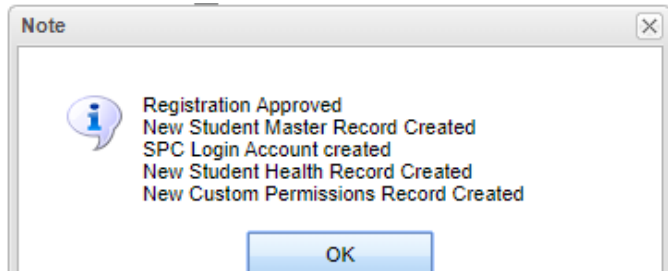 Note
Registration Approved
New Student Master Record Created
SPC Login Account created
New Student Health Record Created
New Custom Permissions Record Created
OK